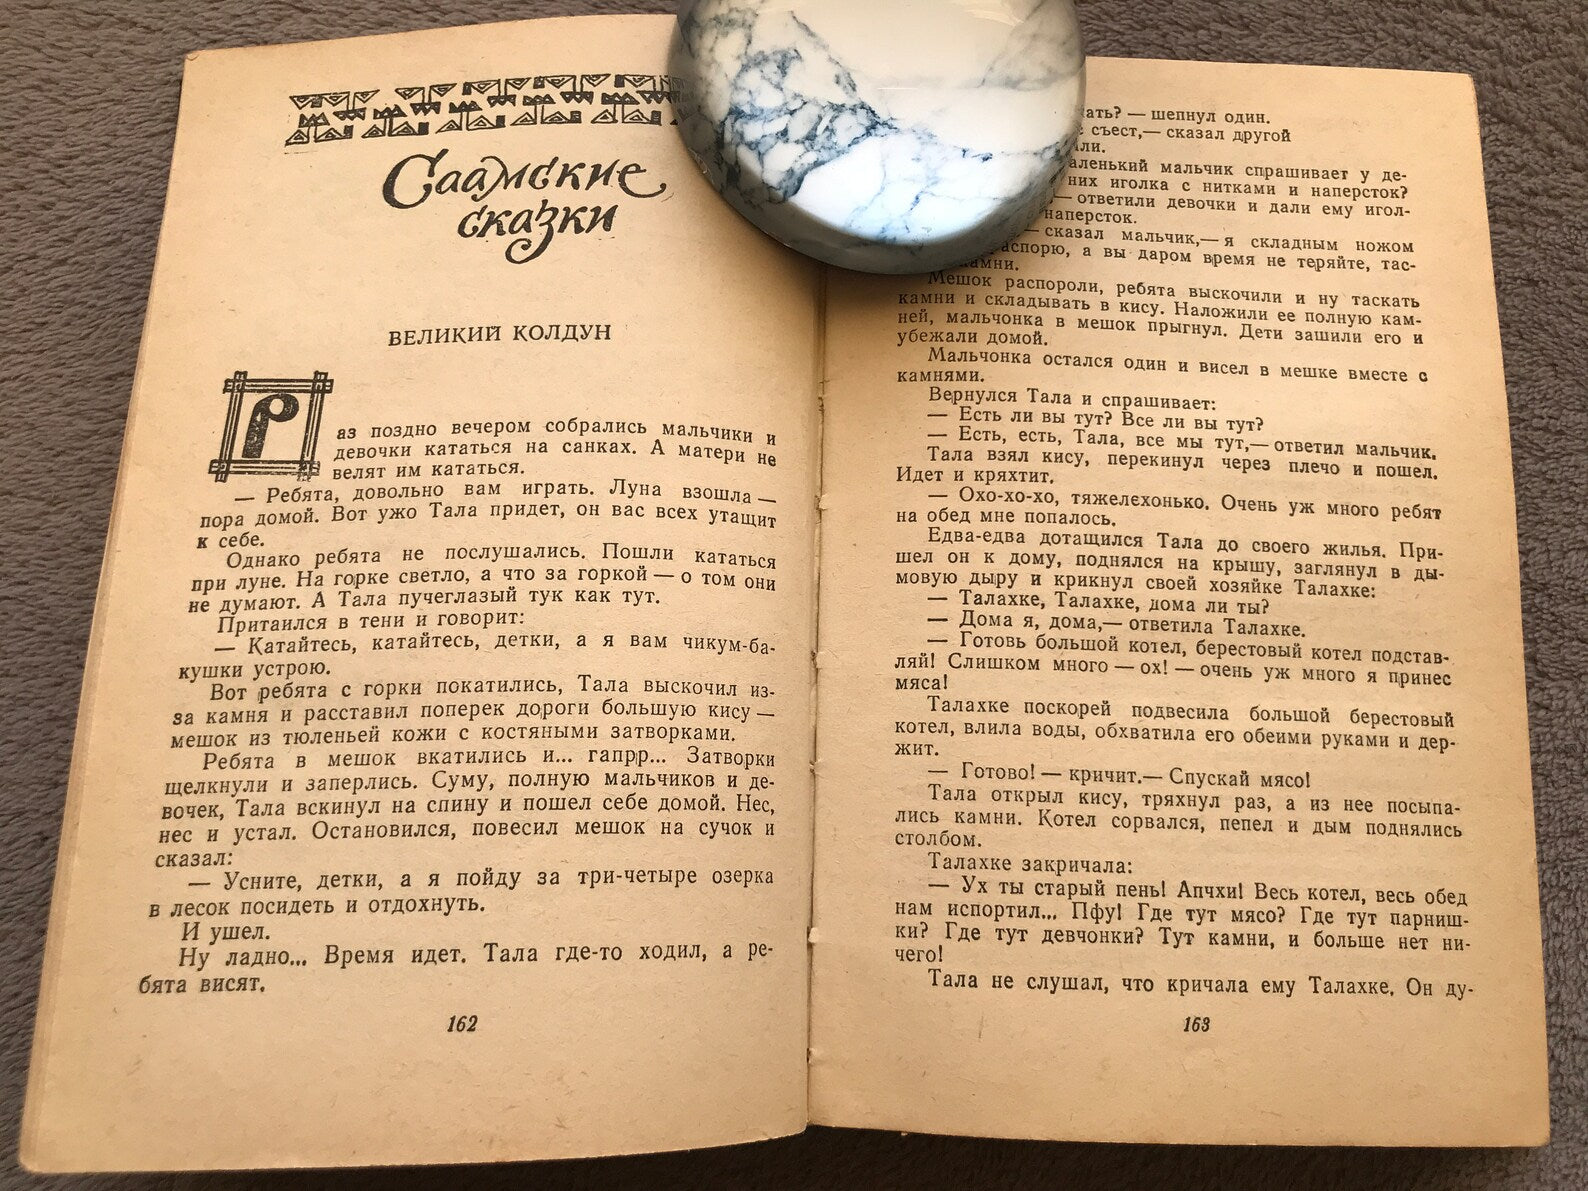 Саамские
сказки
ВЕЛИКИЙ КОЛДУН
Раз поздно вечером собрались мальчики и
девочки кататься на санках. А матери не
велят им кататься.
— Ребята, довольно вам играть. Луна взошла —
пора домой. Вот ужо Тала придет, он вас всех утащит
к себе.
Однако ребята не послушались. Пошли кататься
при луне. На горке светло, а что за горкой — о том они
не думают. А Тала пучеглазый тук как тут.
Притаился в тени и говорит:
— Катайтесь, катайтесь, детки, а я вам чикум-ба-
кушки устрою.
Вот ребята с горки покатились, Тала выскочил из-
за камня и расставил поперек дороги большую кису —
мешок из тюленьей кожи с костяными затворками.
Ребята в мешок вкатились и... гапрр... Затворки
щелкнули и заперлись. Суму, полную мальчиков и де-
вочек, Тала вскинул на спину и пошел себе домой. Нес,
нес и устал. Остановился, повесил мешок на сучок и
сказал:
— Усните, детки, а я пойду за три-четыре озерка
в лесок посидеть и отдохнуть.
И ушел.
Ну ладно... Время идет. Тала где-то ходил, а ре-
бята висят.
162
— шепнул один.
съест,— сказал другой
мальчик спрашивает у де-
них иголка с нитками и наперсток?
— ответили девочки и дали ему игол-
наперсток.
— сказал мальчик,— я складным ножом
а вы даром время не теряйте, тас-
Мешок распороли, ребята выскочили и ну таскать
камни и складывать в кису. Наложили ее полную кам-
ней, мальчонка в мешок прыгнул. Дети зашили его и
убежали домой.
Мальчонка остался один и висел в мешке вместе с
камнями.
Вернулся Тала и спрашивает:
— Есть ли вы тут? Все ли вы тут?
— Есть, есть, Тала, все мы тут,— ответил мальчик.
Тала взял кису, перекинул через плечо и пошел.
Идет и кряхтит.
— Охо-хо-хо, тяжелехонько. Очень уж много ребят
на обед мне попалось.
Едва-едва дотащился Тала до своего жилья. При-
шел он к дому, поднялся на крышу, заглянул в ды-
мовую дыру и крикнул своей хозяйке Талахке:
— Талахке, Талахке, дома ли ты?
— Дома я, дома,— ответила Талахке.
— Готовь большой котел, берестовый котел подстав-
ляй! Слишком много — ох! — очень уж много я принес
мяса!
Талахке поскорей подвесила большой берестовый
котел, влила воды, обхватила его обеими руками и дер-
жит.
— Готово! — кричит.— Спускай мясо!
Тала открыл кису, тряхнул раз, а из нее посыпа-
лись камни. Котел сорвался, пепел и дым поднялись
столбом.
Талахке закричала:
— Ух ты старый пень! Апчхи! Весь котел, весь обед
нам испортил... Пфу! Где тут мясо? Где тут парниш-
ки? Где тут девчонки? Тут камни, и больше нет ни-
чего!
Тала не слушал, что кричала ему Талахке. Он ду-
163